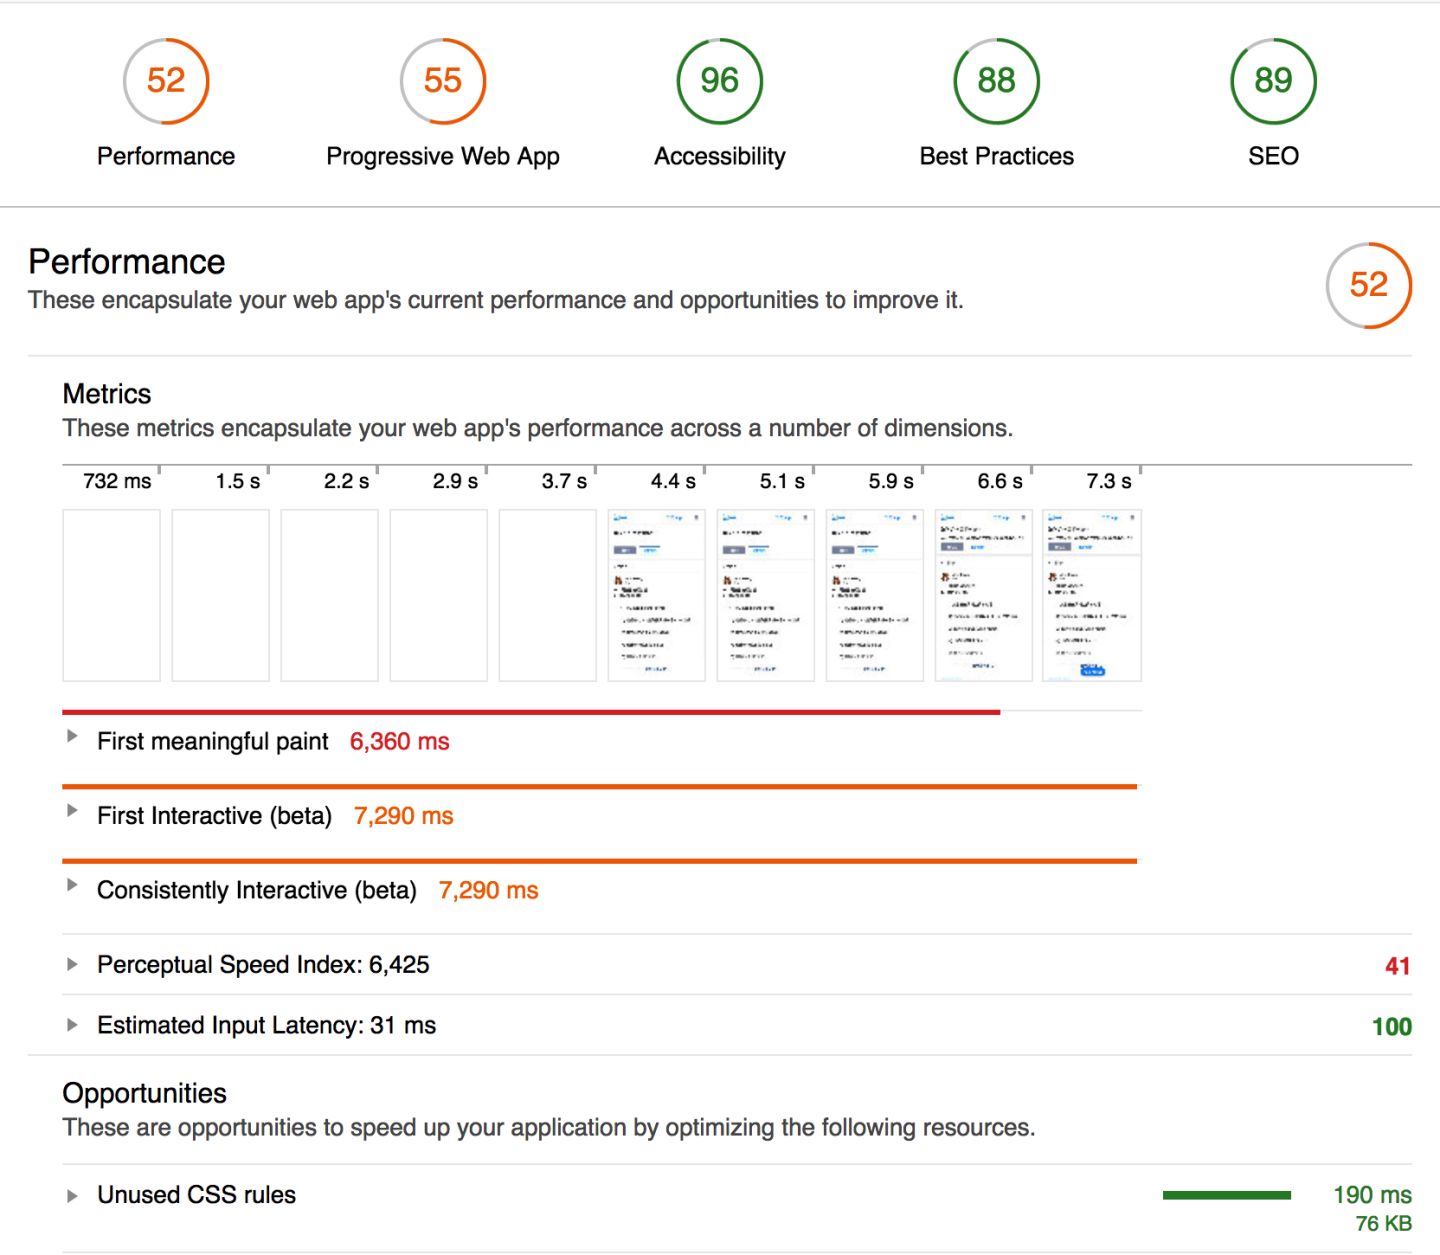 52
55
96
88
89
Performance
Progressive Web App
Accessibility
Best Practices
SEO
Performance
These encapsulate your web app's current performance and opportunities to improve it.
52
Metrics
These metrics encapsulate your web app's performance across a number of dimensions.
732 ms
1.5 s
2.2 s
2.9 s
3.7 s
4.4 s
5.1 s
5.9 s
6.6 s
7.3 s
First meaningful paint 6,360 ms
First Interactive (beta) 7,290 ms
Consistently Interactive (beta) 7,290 ms
Perceptual Speed Index: 6,425
41
Estimated Input Latency: 31 ms
100
Opportunities
These are opportunities to speed up your application by optimizing the following resources.
Unused CSS rules
190 ms
76 KB